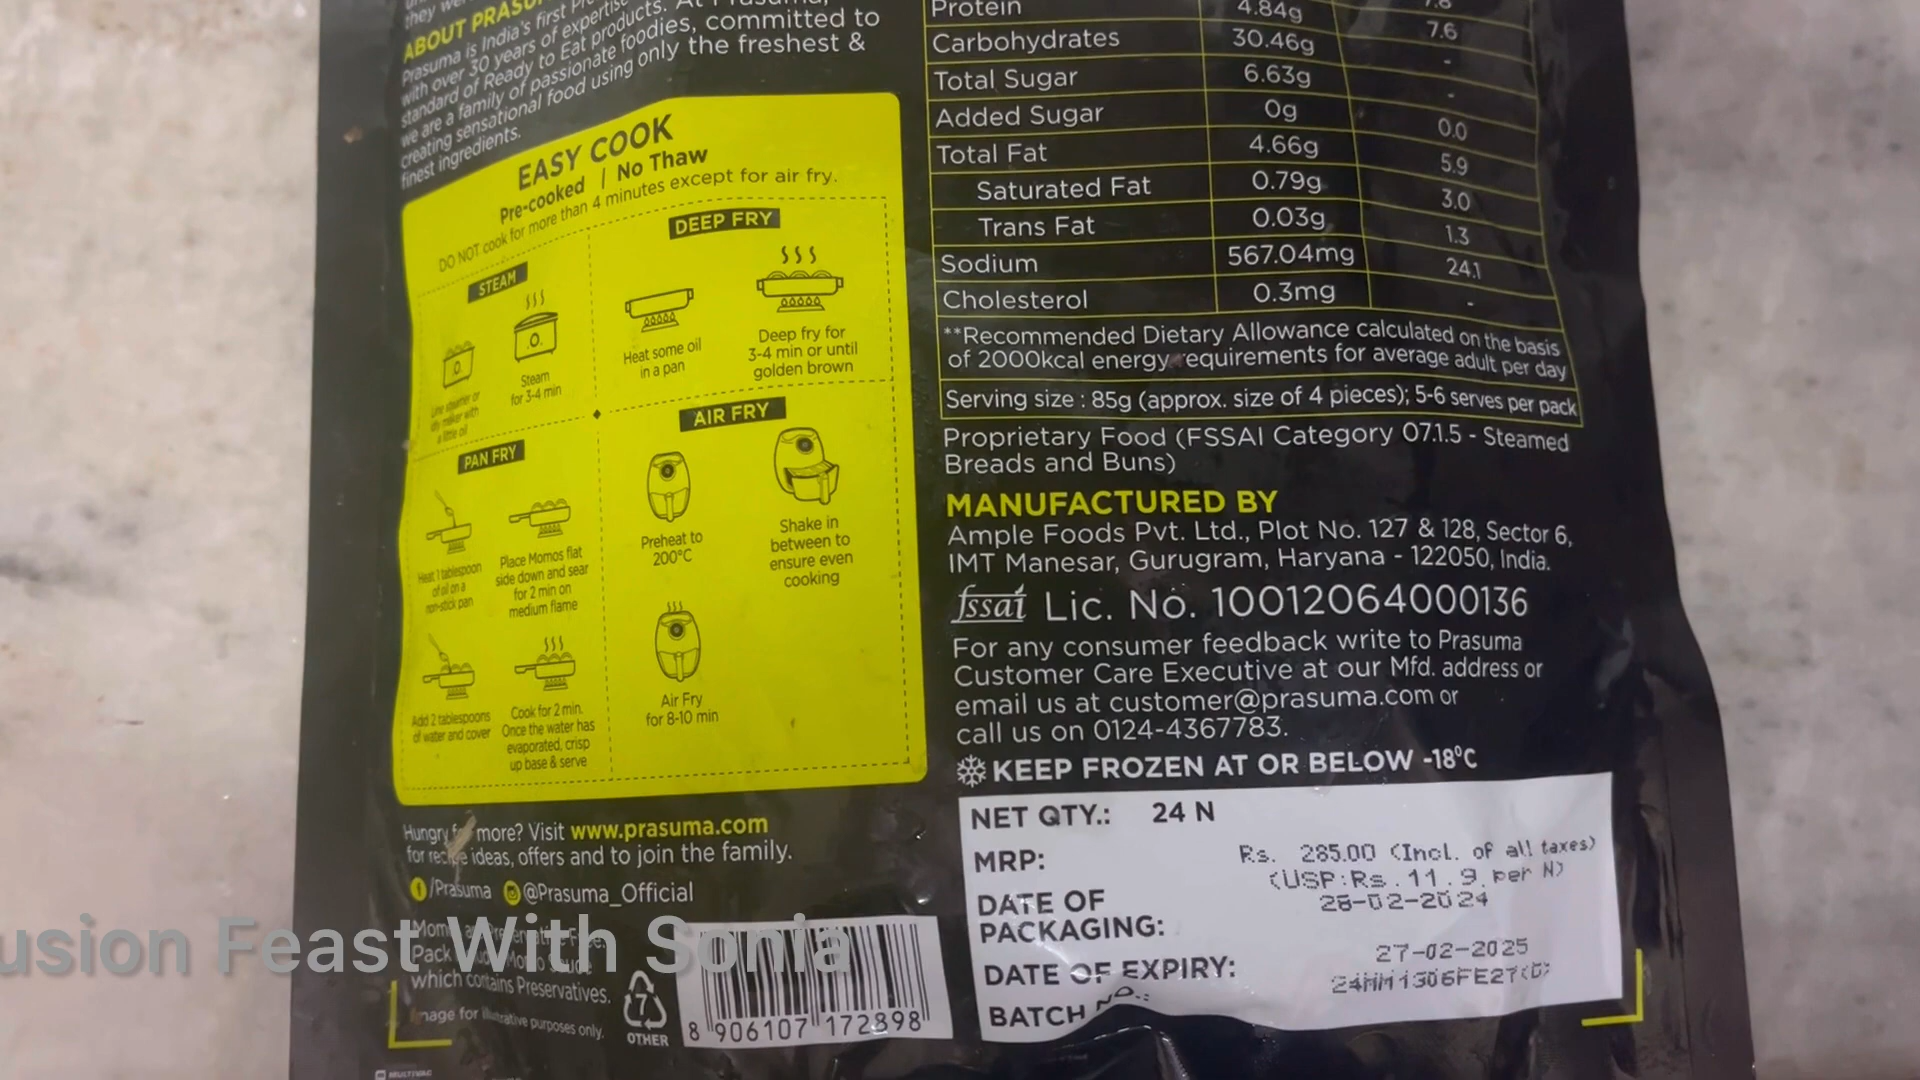 ABOUT
Prasuma is India's first
with over 30 years of expertise
standard of Ready to Eat products. At
we are a family of passionate foodies, committed to
creating sensational food using only the freshest &
finest ingredients.
EASY COOK
Pre-cooked | No Thaw
DO NOT cook for more than 4 minutes except for air fry.
STEAM
Steam
for 3-4 min
DEEP FRY
Heat some oil
in a pan
Deep fry for
3-4 min or until
golden brown
PAN FRY
Heat 1 tablespoon
of oil on a
non-stick pan
Place Momos flat
side down and sear
for 2 min on
medium flame
Add 2 tablespoons
of water and cover
Cook for 2 min.
Once the water has
evaporated, crisp
up base & serve
AIR FRY
Preheat to
200°C
Shake in
between to
ensure even
cooking
Air Fry
for 8-10 min
Hungry for more? Visit www.prasuma.com
for recipe ideas, offers and to join the family.
/Prasuma @Prasuma_Official
Pack
which contains Preservatives.
Image for illustrative purposes only.
7
OTHER
8 906107 172898
Protein 4.84g
Carbohydrates 30.46g 7.6
Total Sugar 6.63g -
Added Sugar 0g -
0.0
Total Fat 4.66g 5.9
Saturated Fat 0.79g 3.0
Trans Fat 0.03g 1.3
Sodium 567.04mg 24.1
Cholesterol 0.3mg -
**Recommended Dietary Allowance calculated on the basis
of 2000kcal energy requirements for average adult per day
Serving size : 85g (approx. size of 4 pieces); 5-6 serves per pack
Proprietary Food (FSSAI Category 07.1.5 - Steamed
Breads and Buns)
MANUFACTURED BY
Ample Foods Pvt. Ltd., Plot No. 127 & 128, Sector 6,
IMT Manesar, Gurugram, Haryana - 122050, India.
fssai Lic. No. 10012064000136
For any consumer feedback write to Prasuma
Customer Care Executive at our Mfd. address or
email us at customer@prasuma.com or
call us on 0124-4367783.
KEEP FROZEN AT OR BELOW -18°C
NET QTY.: 24 N
MRP: Rs. 285.00 (Incl. of all taxes)
(USP:Rs.11.9 per N)
DATE OF
PACKAGING: 28-02-2024
DATE OF EXPIRY: 27-02-2025
BATCH No.: 24HM1306FE27(D)
usion Feast With Sonia
MULTIVAC